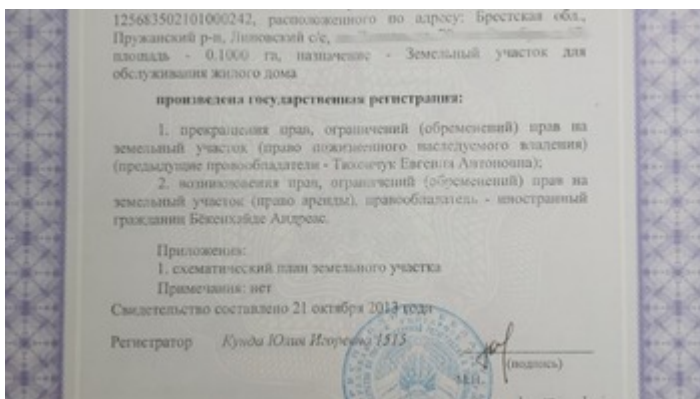 125683502101000242, расположенного по адресу: Брестская обл.,
Пружанский р-н, Линовский с/с,
площадь - 0.1000 га, назначение - Земельный участок для
обслуживания жилого дома
произведена государственная регистрация:
1. прекращения прав, ограничений (обременений) прав на
земельный участок (право пожизненного наследуемого владения)
(предыдущие правообладатели - Тихончук Евгения Антоновна);
2. возникновения прав, ограничений (обременений) прав на
земельный участок (право аренды), правообладатель - иностранный
гражданин Бёкенхайде Андреас.
Приложения:
1. схематический план земельного участка
Примечания: нет
Свидетельство составлено 21 октября 2013 года
Регистратор Кунда Юлия Игоревна 1515
(подпись)
М.П.